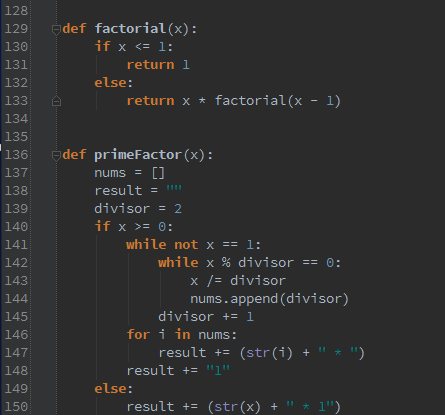 128
129 def factorial(x):
130     if x <= 1:
131         return 1
132     else:
133         return x * factorial(x - 1)
134
135
136 def primeFactor(x):
137     nums = []
138     result = ""
139     divisor = 2
140     if x >= 0:
141         while not x == 1:
142             while x % divisor == 0:
143                 x /= divisor
144                 nums.append(divisor)
145             divisor += 1
146         for i in nums:
147             result += (str(i) + " * ")
148         result += "1"
149     else:
150         result += (str(x) + " * 1")